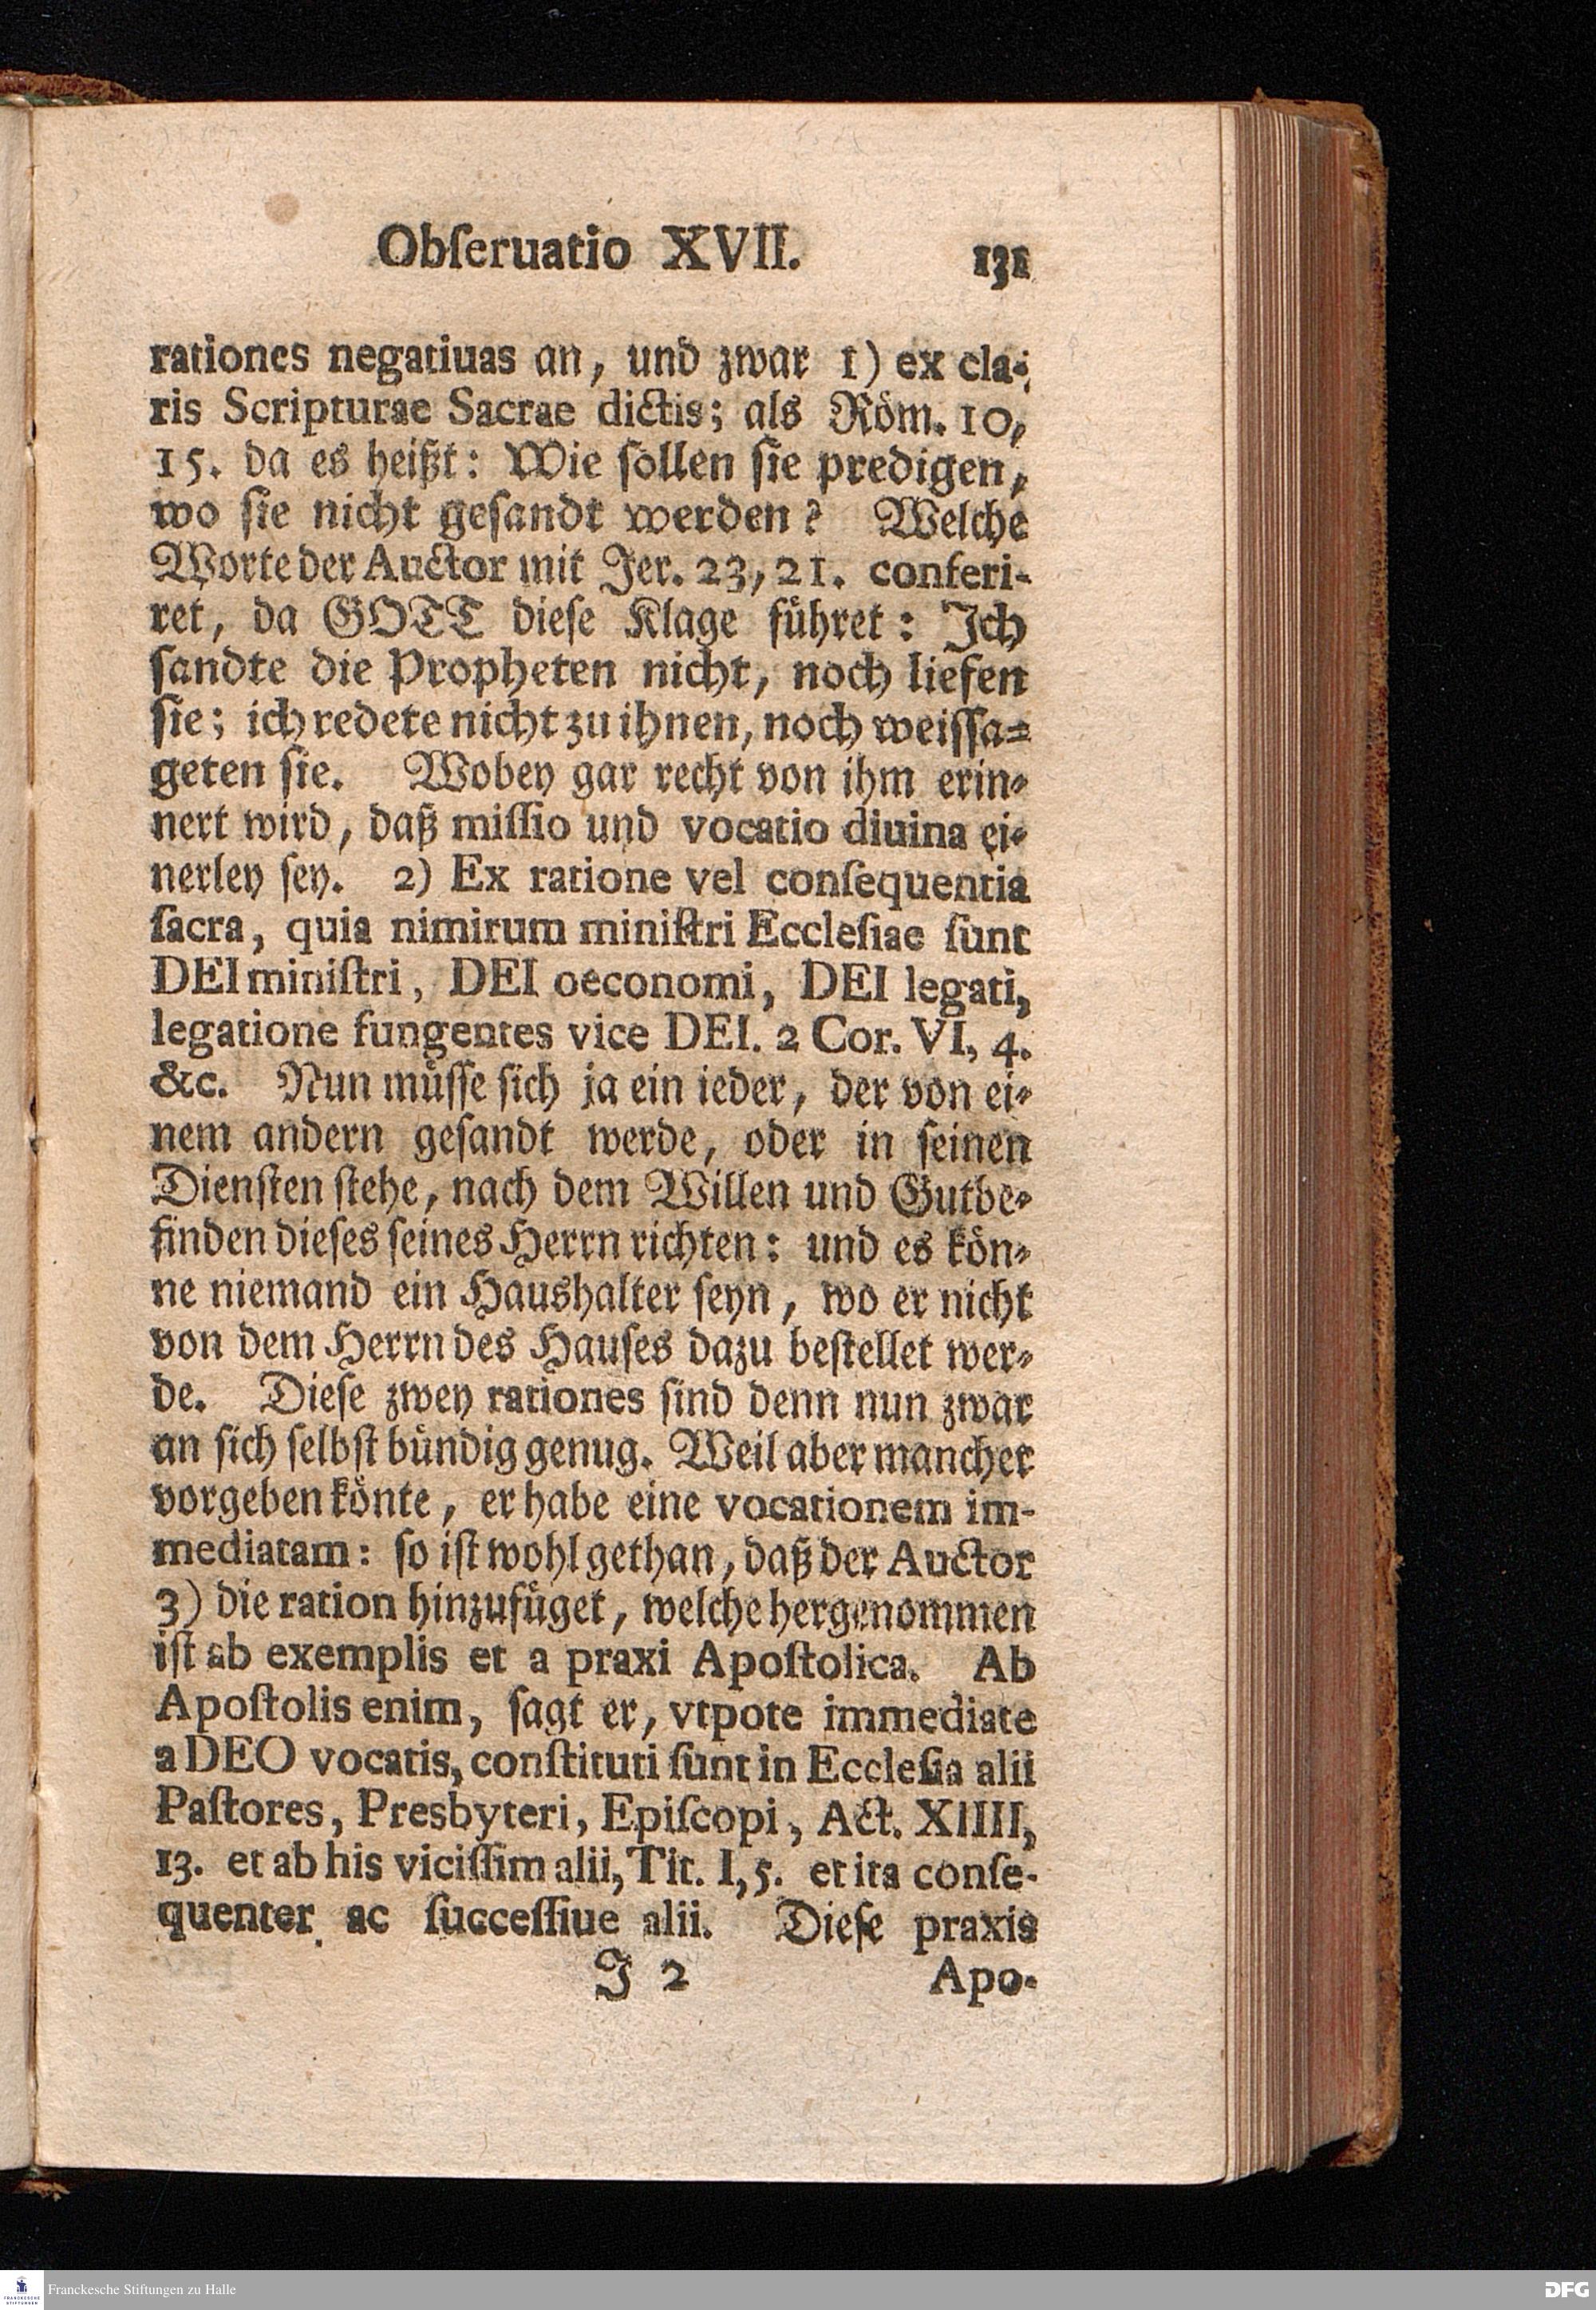 Obſeruatio XVII. 131
rationes negatiuas an, und zwar 1) ex cla-
ris Scripturae Sacrae dictis; als Röm. 10,
15. da es heißt: Wie ſollen ſie predigen,
wo ſie nicht geſandt werden? Welche
Worte der Auctor mit Jer. 23, 21. conferi-
ret, da GOTT dieſe Klage führet: Ich
ſandte die Propheten nicht, noch liefen
ſie; ich redete nicht zu ihnen, noch weiſſa-
geten ſie. Wobey gar recht von ihm erin-
nert wird, daß miſſio und vocatio diuina ei-
nerley ſey. 2) Ex ratione vel conſequentia
ſacra, quia nimirum miniſtri Eccleſiae ſunt
DEI miniſtri, DEI oeconomi, DEI legati,
legatione fungentes vice DEI. 2 Cor. VI, 4.
&c. Nun müſſe ſich ja ein ieder, der von ei-
nem andern geſandt werde, oder in ſeinen
Dienſten ſtehe, nach dem Willen und Gutbe-
finden dieſes ſeines Herrn richten: und es kön-
ne niemand ein Haushalter ſeyn, wo er nicht
von dem Herrn des Hauſes dazu beſtellet wer-
de. Dieſe zwey rationes ſind denn nun zwar
an ſich ſelbſt bündig genug. Weil aber mancher
vorgeben könte, er habe eine vocationem im-
mediatam: ſo iſt wohl gethan, daß der Auctor
3) die ration hinzufüget, welche hergenommen
iſt ab exemplis et a praxi Apoſtolica. Ab
Apoſtolis enim, ſagt er, vtpote immediate
a DEO vocatis, conſtituti ſunt in Eccleſia alii
Paſtores, Presbyteri, Epiſcopi, Act. XIIII,
13. et ab his viciſſim alii, Tit. I, 5. et ita conſe-
quenter ac ſucceſſiue alii. Dieſe praxis
J 2 Apo-
FRANCKESCHE
STIFTUNGEN
Franckesche Stiftungen zu Halle
DFG